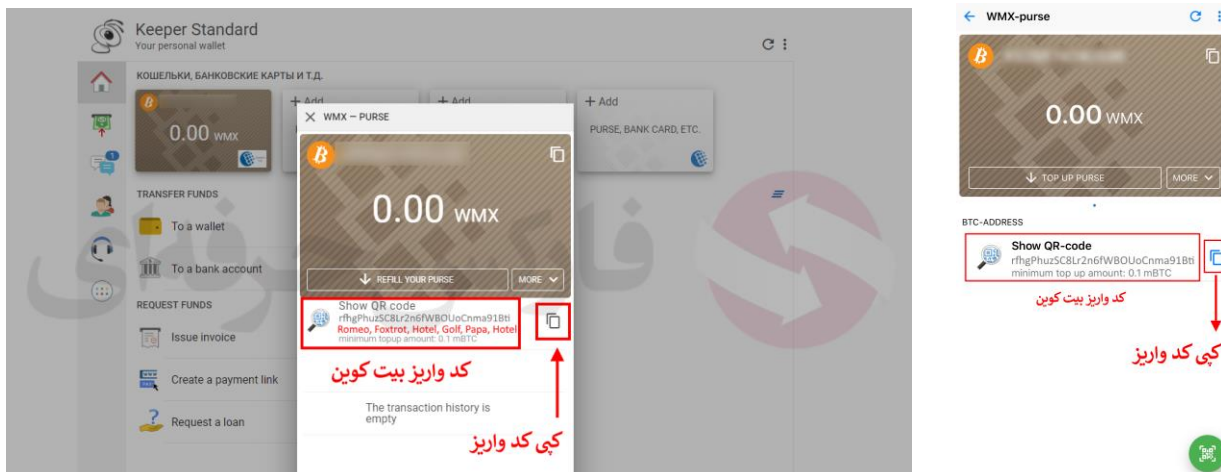 Keeper Standard
Your personal wallet
КОШЕЛЬКИ, БАНКОВСКИЕ КАРТЫ И Т.Д.
0.00 WMX
+ Add
+ Add
+ Add
PURSE, BANK CARD, ETC.
TRANSFER FUNDS
To a wallet
To a bank account
REQUEST FUNDS
Issue invoice
Create a payment link
Request a loan
WMX – PURSE
0.00 WMX
REFILL YOUR PURSE
MORE
Show QR code
rfhgPhuzSC8Lr2n6fWBOUoCnma91Bti
Romeo, Foxtrot, Hotel, Golf, Papa, Hotel
minimum topup amount: 0.1 mBTC
کد واریز بیت کوین
The transaction history is
empty
کپی کد واریز
WMX-purse
0.00 WMX
TOP UP PURSE
MORE
BTC-ADDRESS
Show QR-code
rfhgPhuzSC8Lr2n6fWBOUoCnma91Bti
minimum top up amount: 0.1 mBTC
کد واریز بیت کوین
کپی کد واریز